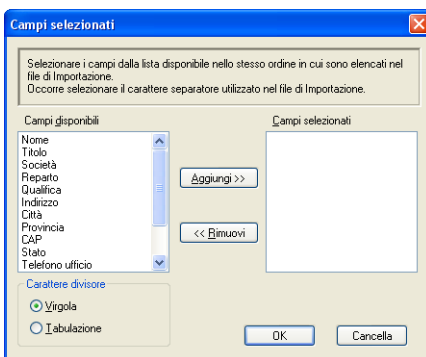 Campi selezionati
Selezionare i campi dalla lista disponibile nello stesso ordine in cui sono elencati nel
file di Importazione.
Occorre selezionare il carattere separatore utilizzato nel file di Importazione.
Campi disponibili
Campi selezionati
Nome
Titolo
Società
Reparto
Qualifica
Indirizzo
Città
Provincia
CAP
Stato
Telefono ufficio
Aggiungi >>
<< Rimuovi
Carattere divisore
Virgola
Tabulazione
OK
Cancella